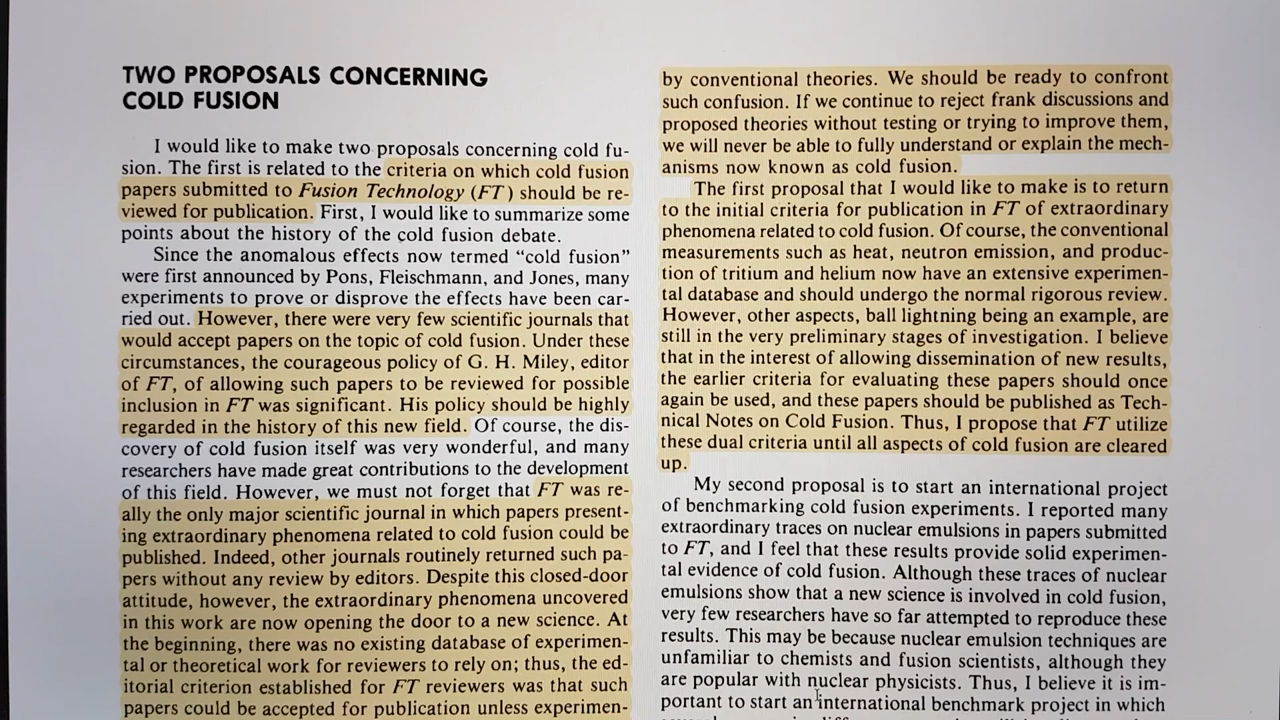 TWO PROPOSALS CONCERNING
COLD FUSION
I would like to make two proposals concerning cold fu-
sion. The first is related to the criteria on which cold fusion
papers submitted to Fusion Technology (FT) should be re-
viewed for publication. First, I would like to summarize some
points about the history of the cold fusion debate.
Since the anomalous effects now termed "cold fusion"
were first announced by Pons, Fleischmann, and Jones, many
experiments to prove or disprove the effects have been car-
ried out. However, there were very few scientific journals that
would accept papers on the topic of cold fusion. Under these
circumstances, the courageous policy of G. H. Miley, editor
of FT, of allowing such papers to be reviewed for possible
inclusion in FT was significant. His policy should be highly
regarded in the history of this new field. Of course, the dis-
covery of cold fusion itself was very wonderful, and many
researchers have made great contributions to the development
of this field. However, we must not forget that FT was re-
ally the only major scientific journal in which papers present-
ing extraordinary phenomena related to cold fusion could be
published. Indeed, other journals routinely returned such pa-
pers without any review by editors. Despite this closed-door
attitude, however, the extraordinary phenomena uncovered
in this work are now opening the door to a new science. At
the beginning, there was no existing database of experimen-
tal or theoretical work for reviewers to rely on; thus, the ed-
itorial criterion established for FT reviewers was that such
papers could be accepted for publication unless experimen-
by conventional theories. We should be ready to confront
such confusion. If we continue to reject frank discussions and
proposed theories without testing or trying to improve them,
we will never be able to fully understand or explain the mech-
anisms now known as cold fusion.
The first proposal that I would like to make is to return
to the initial criteria for publication in FT of extraordinary
phenomena related to cold fusion. Of course, the conventional
measurements such as heat, neutron emission, and produc-
tion of tritium and helium now have an extensive experimen-
tal database and should undergo the normal rigorous review.
However, other aspects, ball lightning being an example, are
still in the very preliminary stages of investigation. I believe
that in the interest of allowing dissemination of new results,
the earlier criteria for evaluating these papers should once
again be used, and these papers should be published as Tech-
nical Notes on Cold Fusion. Thus, I propose that FT utilize
these dual criteria until all aspects of cold fusion are cleared
up.
My second proposal is to start an international project
of benchmarking cold fusion experiments. I reported many
extraordinary traces on nuclear emulsions in papers submitted
to FT, and I feel that these results provide solid experimen-
tal evidence of cold fusion. Although these traces of nuclear
emulsions show that a new science is involved in cold fusion,
very few researchers have so far attempted to reproduce these
results. This may be because nuclear emulsion techniques are
unfamiliar to chemists and fusion scientists, although they
are popular with nuclear physicists. Thus, I believe it is im-
portant to start an international benchmark project in which